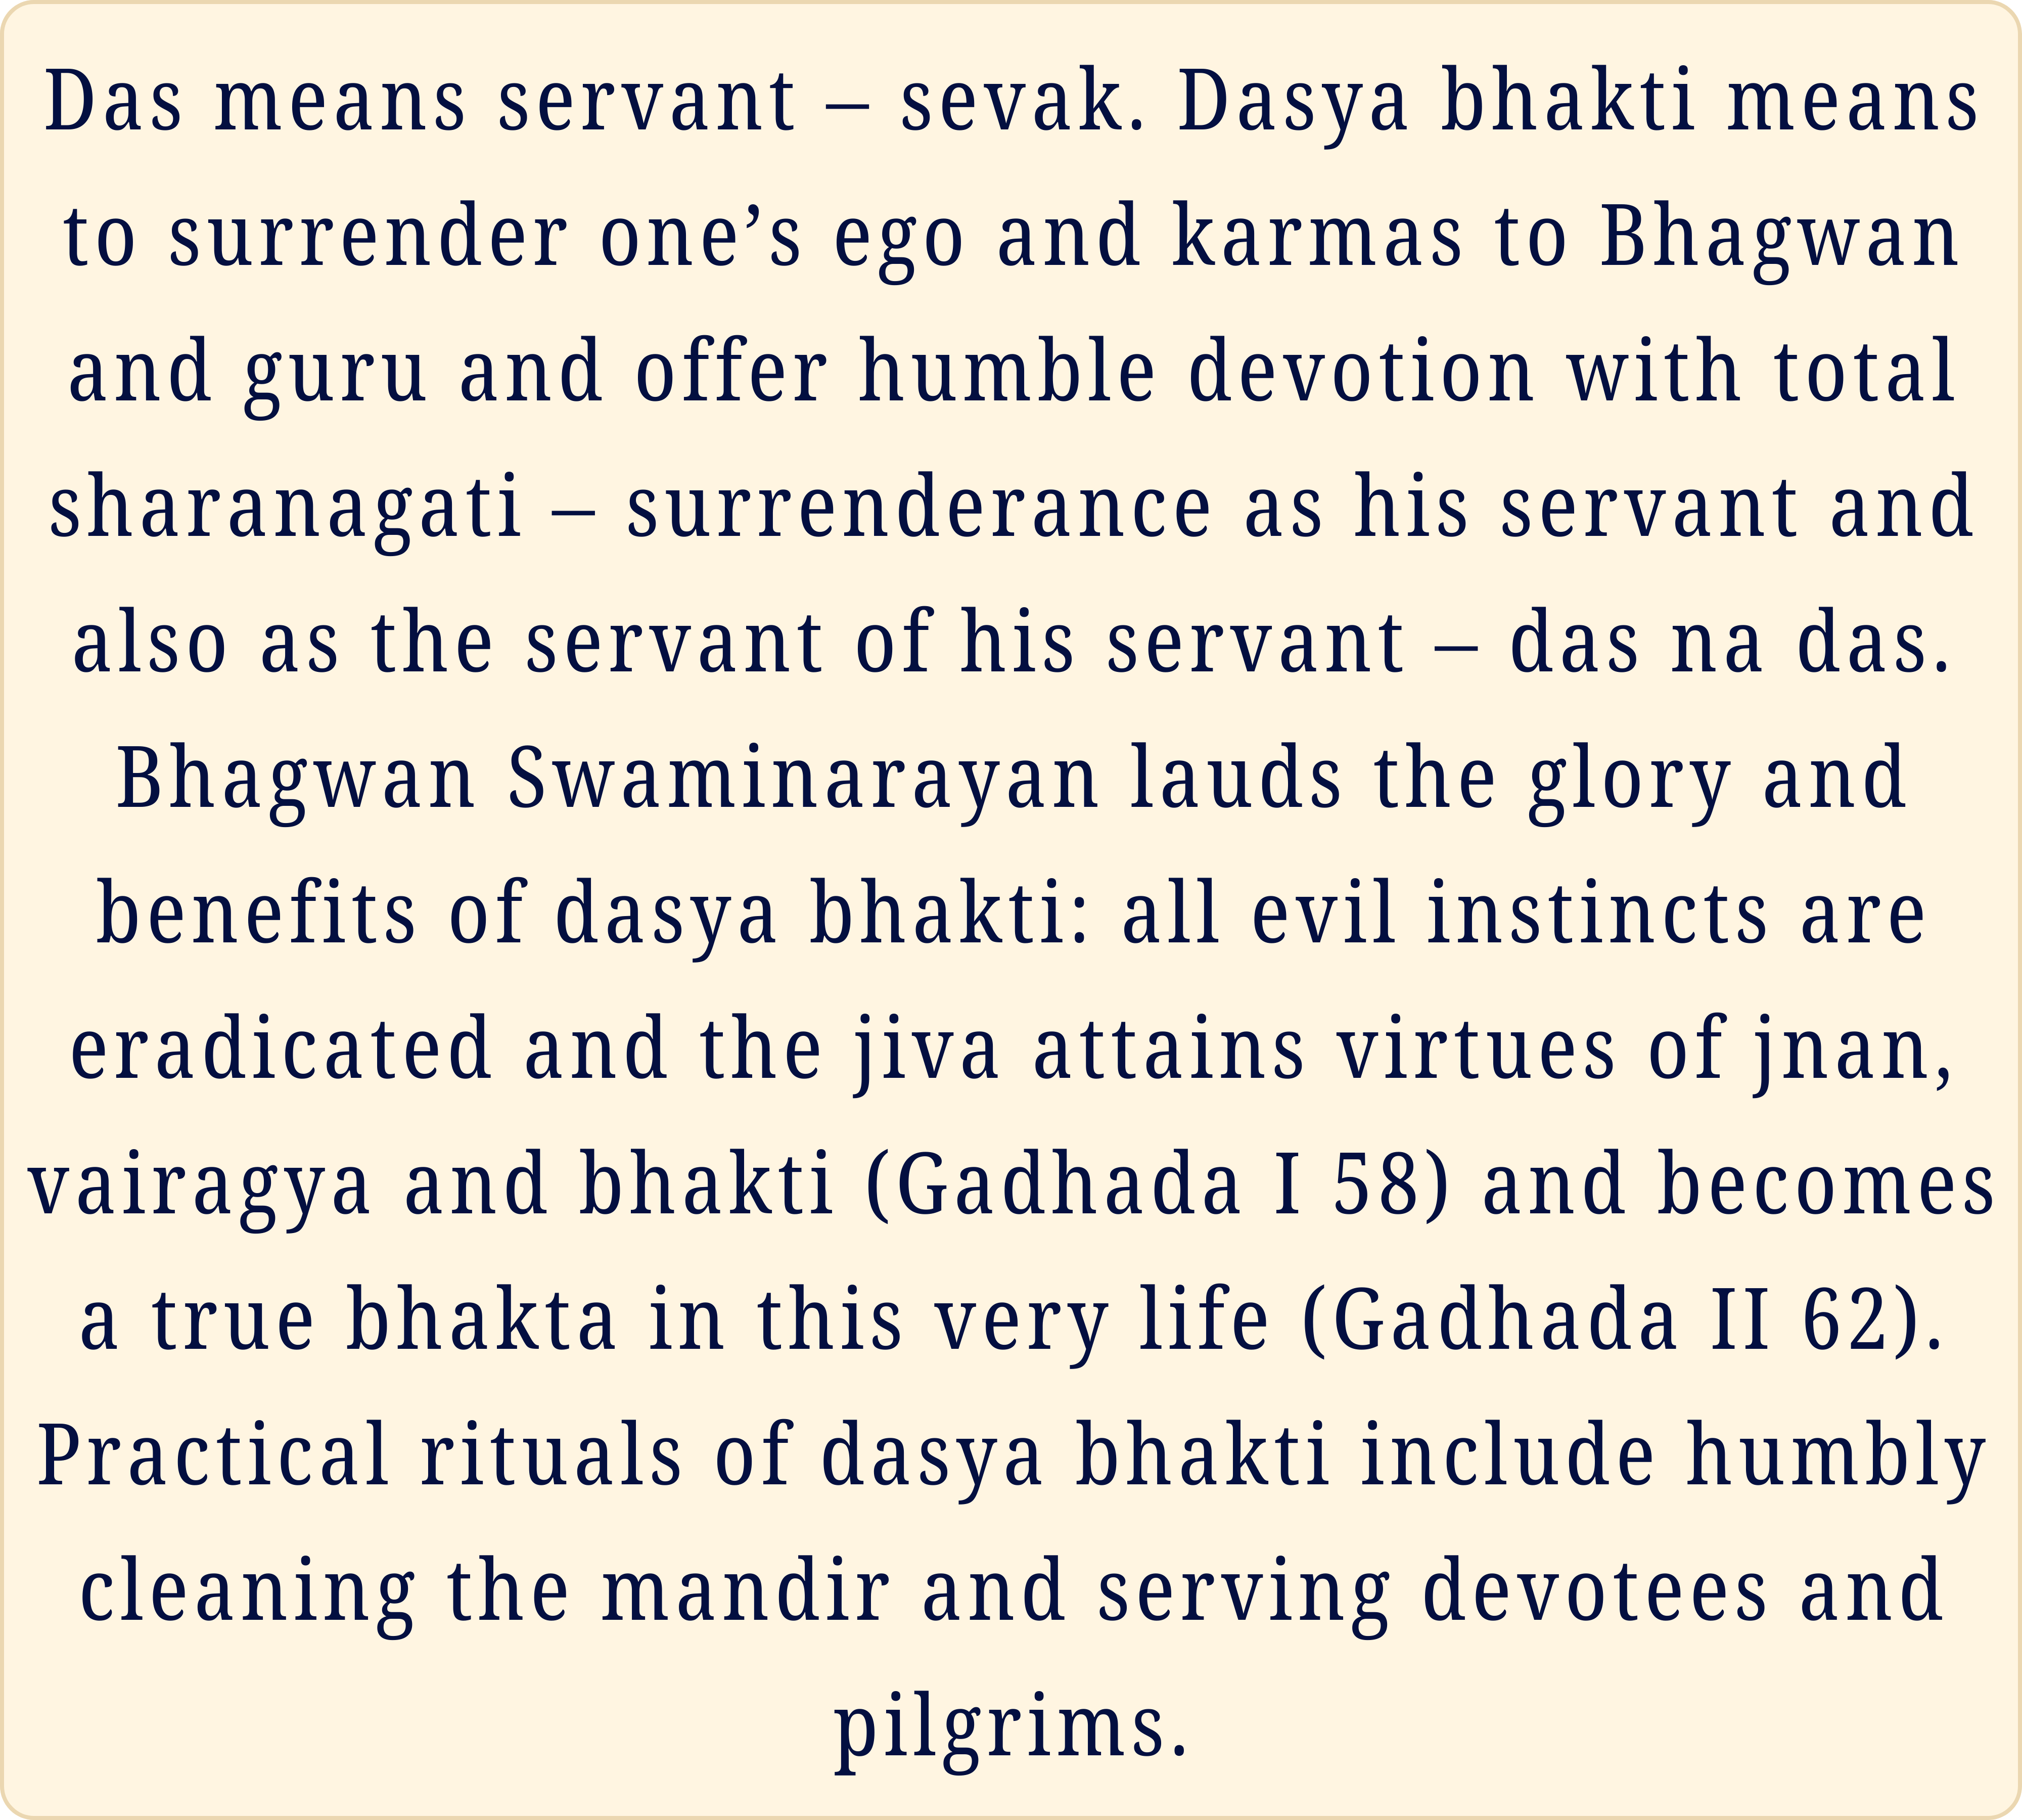 Das means servant – sevak. Dasya bhakti means
to surrender one’s ego and karmas to Bhagwan
and guru and offer humble devotion with total
sharanagati – surrenderance as his servant and
also as the servant of his servant – das na das.
Bhagwan Swaminarayan lauds the glory and
benefits of dasya bhakti: all evil instincts are
eradicated and the jiva attains virtues of jnan,
vairagya and bhakti (Gadhada I 58) and becomes
a true bhakta in this very life (Gadhada II 62).
Practical rituals of dasya bhakti include humbly
cleaning the mandir and serving devotees and
pilgrims.